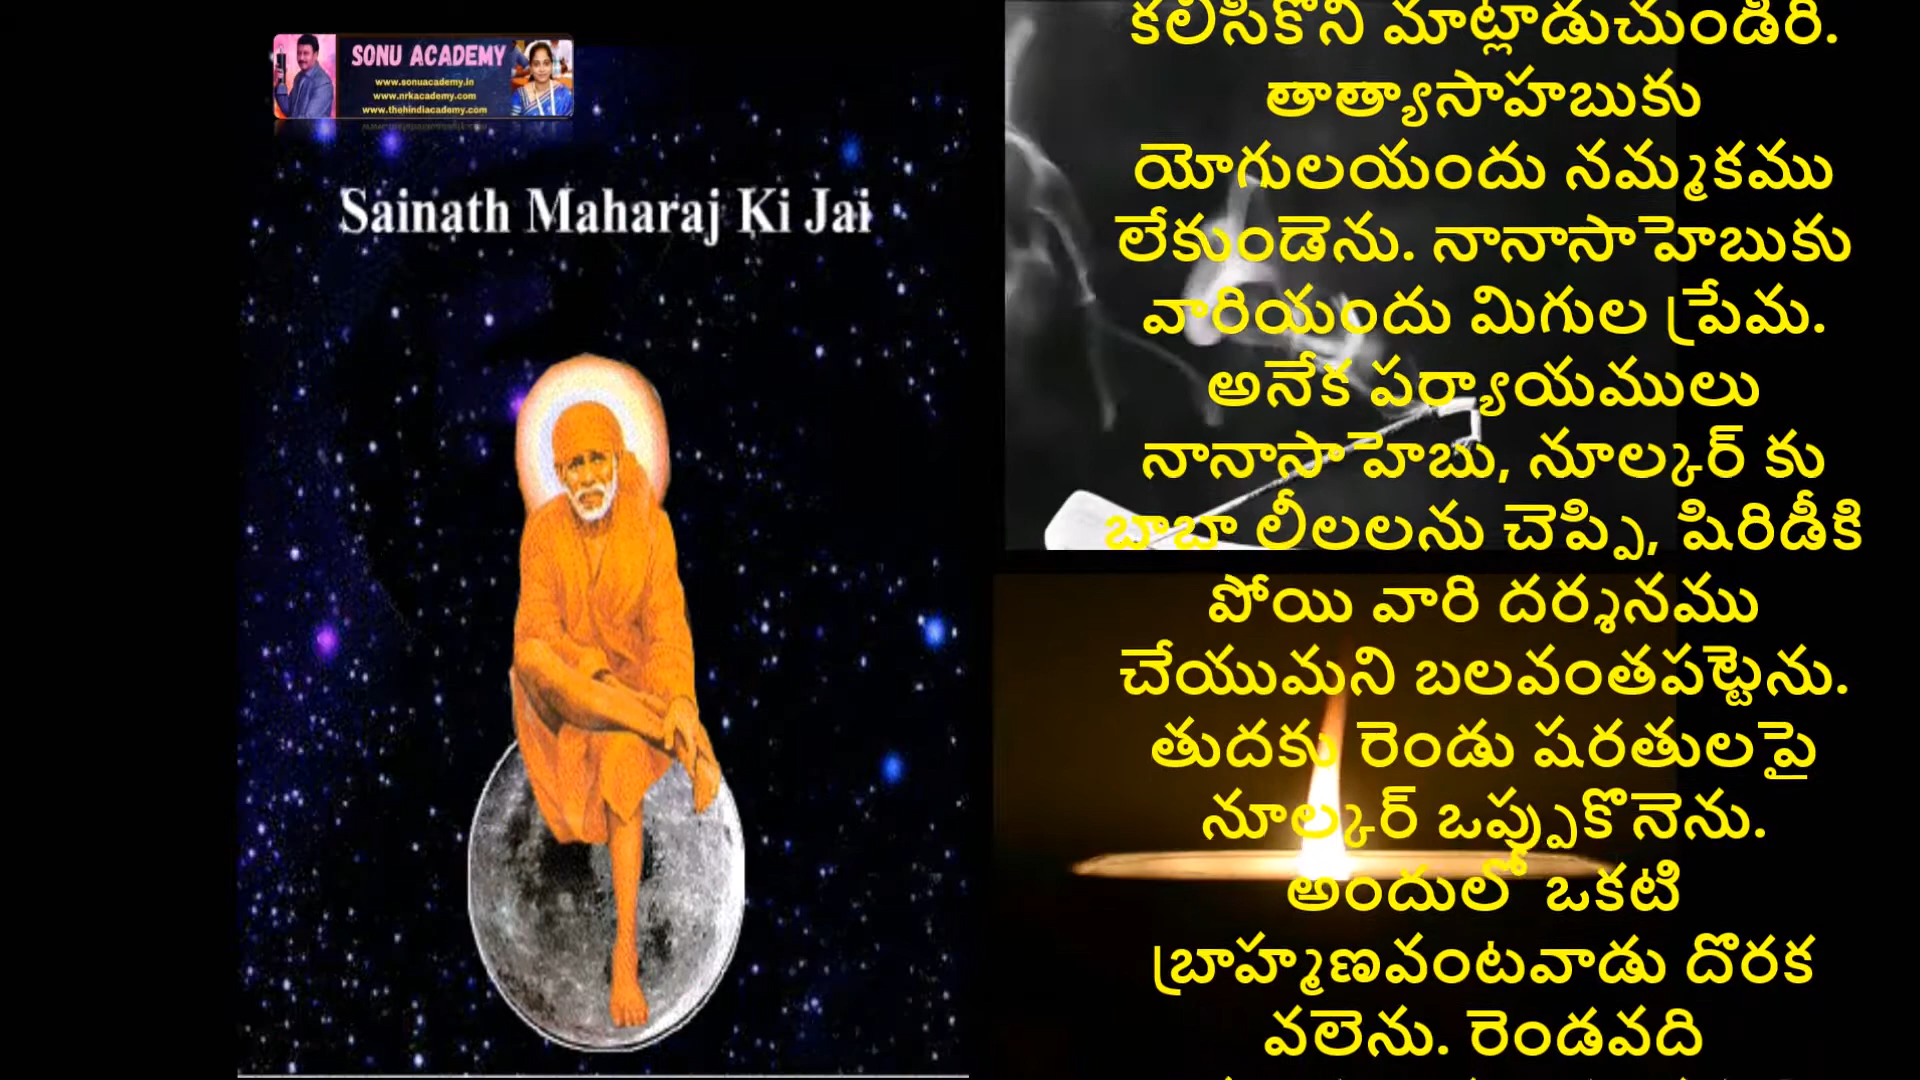 SONU ACADEMY
www.sonuacademy.in
www.nrkacademy.com
www.thehindiacademy.com
Sainath Maharaj Ki Jai
కలిసికొని మాట్లాడుచుండిరి.
తాత్యాసాహబుకు
యోగులయందు నమ్మకము
లేకుండెను. నానాసాహెబుకు
వారియందు మిగుల ప్రేమ.
అనేక పర్యాయములు
నానాసాహెబు, నూల్కర్ కు
బాబా లీలలను చెప్పి, షిరిడీకి
పోయి వారి దర్శనము
చేయుమని బలవంతపట్టెను.
తుదకు రెండు షరతులపై
నూల్కర్ ఒప్పుకొనెను.
అందులో ఒకటి
బ్రాహ్మణవంటవాడు దొరక
వలెను. రెండవది